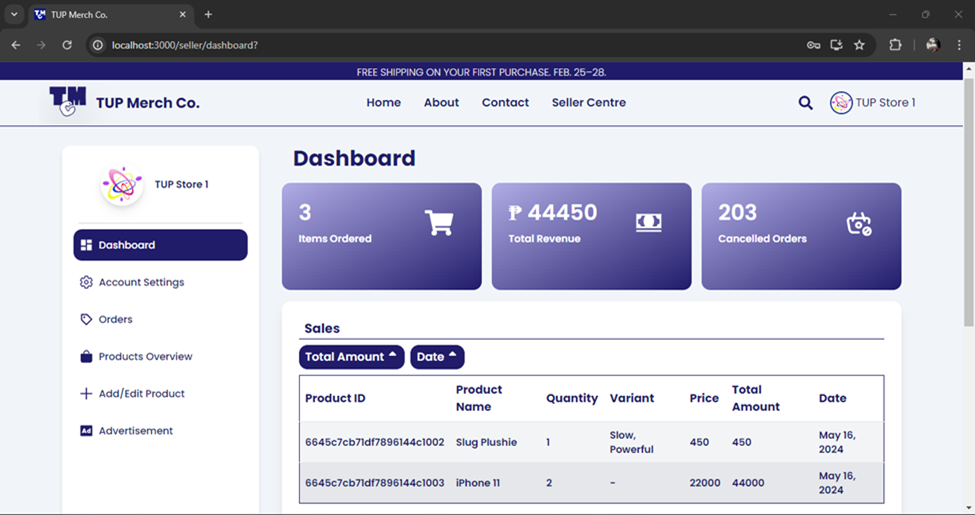 TUP Merch Co.
localhost:3000/seller/dashboard?
FREE SHIPPING ON YOUR FIRST PURCHASE. FEB. 25–28.
TM TUP Merch Co. Home About Contact Seller Centre TUP Store 1
TUP Store 1
Dashboard
Account Settings
Orders
Products Overview
Add/Edit Product
Ad Advertisement
Dashboard
3
Items Ordered
₱ 44450
Total Revenue
203
Cancelled Orders
Sales
Total Amount Date
Product ID Product Name Quantity Variant Price Total Amount Date
6645c7cb71df7896144c1002 Slug Plushie 1 Slow, Powerful 450 450 May 16, 2024
6645c7cb71df7896144c1003 iPhone 11 2 - 22000 44000 May 16, 2024